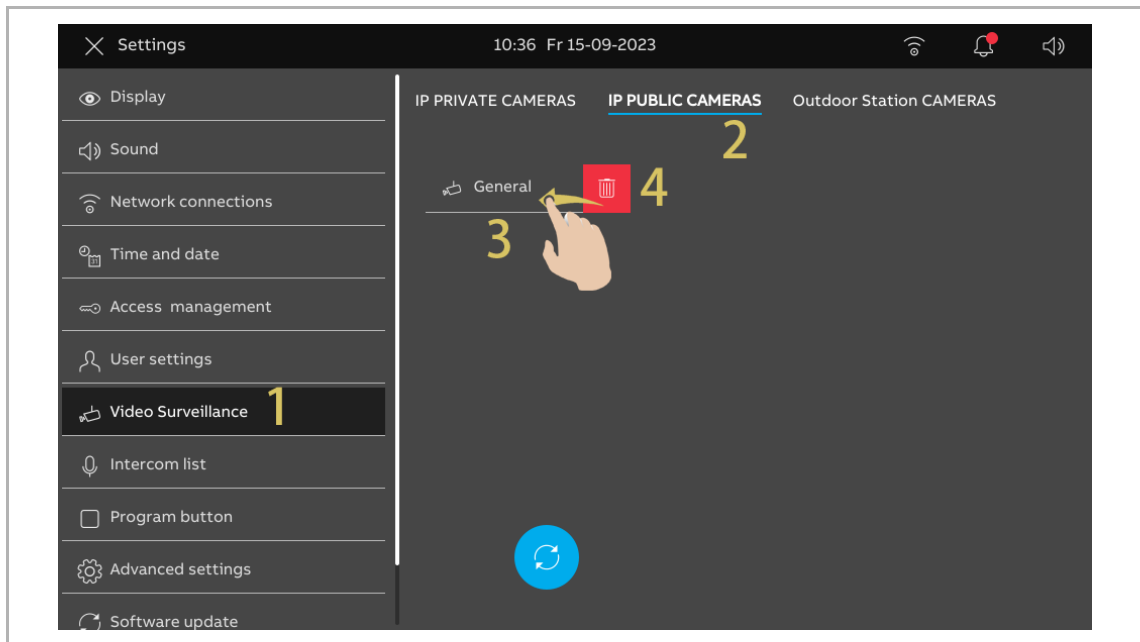 Settings
10:36 Fr 15-09-2023
Display
Sound
Network connections
Time and date
Access management
User settings
Video Surveillance
1
Intercom list
Program button
Advanced settings
Software update
IP PRIVATE CAMERAS IP PUBLIC CAMERAS Outdoor Station CAMERAS
2
General
4
3